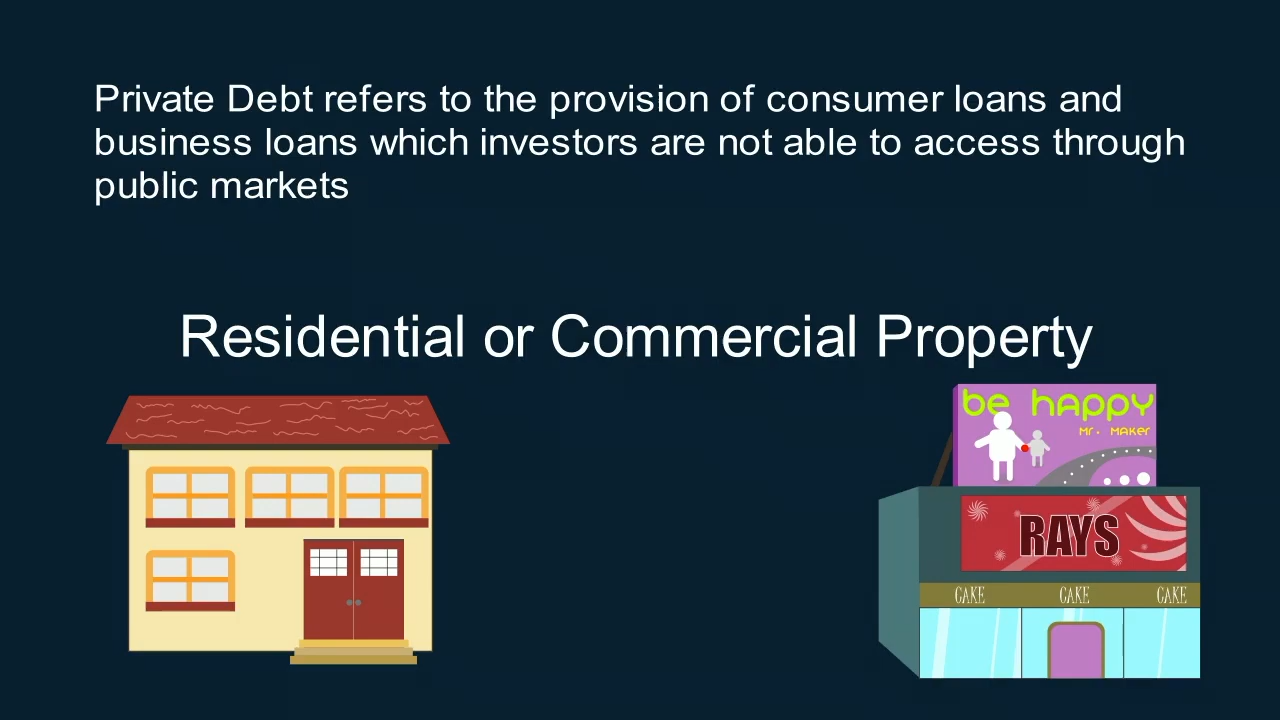 Private Debt refers to the provision of consumer loans and
business loans which investors are not able to access through
public markets
Residential or Commercial Property
be happy
Mr. Maker
RAYS
CAKE CAKE CAKE